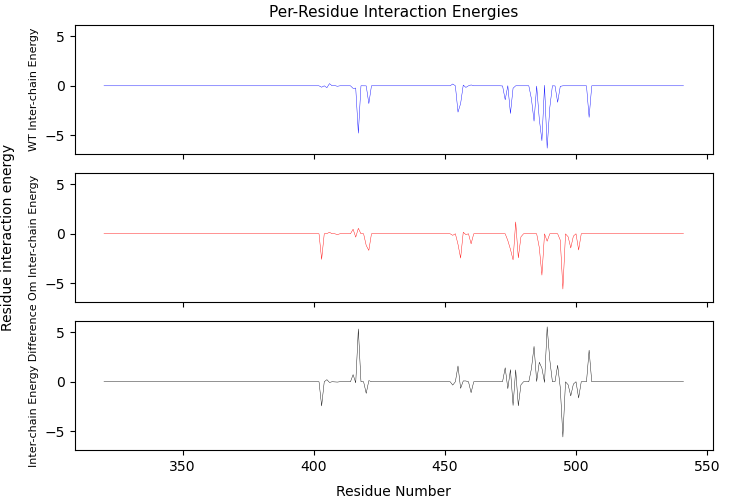 Per-Residue Interaction Energies
Residue interaction energy
WT Inter-chain Energy
5
0
−5
Om Inter-chain Energy
5
0
−5
Inter-chain Energy Difference
5
0
−5
350
400
450
500
550
Residue Number